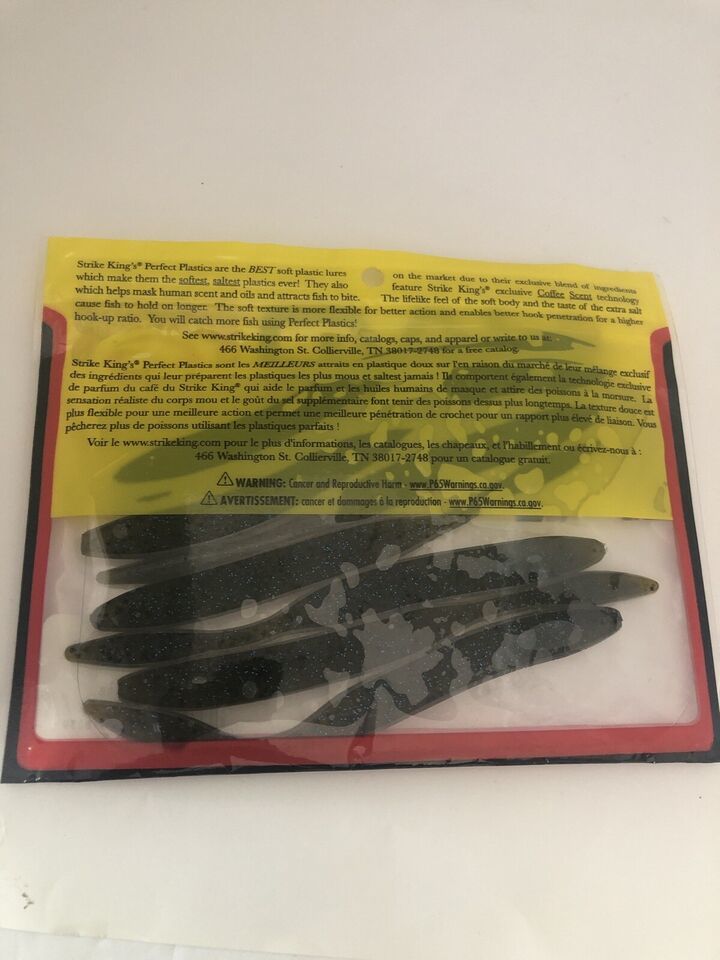 Strike King's® Perfect Plastics are the BEST soft plastic lures on the market due to their exclusive blend of ingredients
which make them the softest, saltest plastics ever! They also feature Strike King's® exclusive Coffee Scent technology
which helps mask human scent and oils and attracts fish to bite. The lifelike feel of the soft body and the taste of the extra salt
cause fish to hold on longer. The soft texture is more flexible for better action and enables better hook penetration for a higher
hook-up ratio. You will catch more fish using Perfect Plastics!
See www.strikeking.com for more info, catalogs, caps, and apparel or write to us at:
466 Washington St. Collierville, TN 38017-2748 for a free catalog.
Strike King's® Perfect Plastics sont les MEILLEURS attraits en plastique doux sur l'en raison du marché de leur mélange exclusif
des ingrédients qui leur préparent les plastiques les plus mous et saltest jamais ! Ils comportent également la technologie exclusive
de parfum du café du Strike King® qui aide le parfum et les huiles humains de masque et attire des poissons à la morsure. La
sensation réaliste du corps mou et le goût du sel supplémentaire font tenir des poissons dessus plus longtemps. La texture douce est
plus flexible pour une meilleure action et permet une meilleure pénétration de crochet pour un rapport plus élevé de liaison. Vous
pêcherez plus de poissons utilisant les plastiques parfaits !
Voir le www.strikeking.com pour le plus d'informations, les catalogues, les chapeaux, et l'habillement ou écrivez-nous à :
466 Washington St. Collierville, TN 38017-2748 pour un catalogue gratuit.
WARNING: Cancer and Reproductive Harm - www.P65Warnings.ca.gov.
AVERTISSEMENT: cancer et dommages à la reproduction - www.P65Warnings.ca.gov.